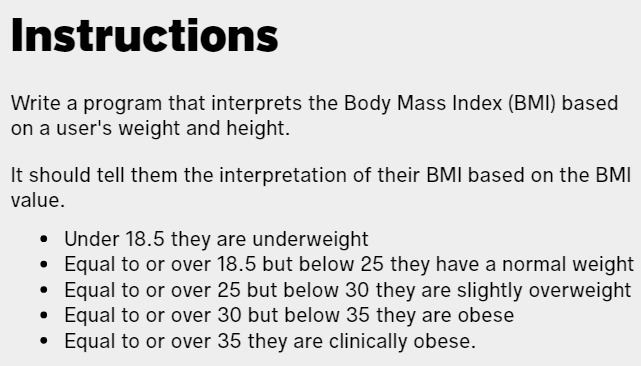 Instructions
Write a program that interprets the Body Mass Index (BMI) based
on a user's weight and height.
It should tell them the interpretation of their BMI based on the BMI
value.
• Under 18.5 they are underweight
• Equal to or over 18.5 but below 25 they have a normal weight
• Equal to or over 25 but below 30 they are slightly overweight
• Equal to or over 30 but below 35 they are obese
• Equal to or over 35 they are clinically obese.